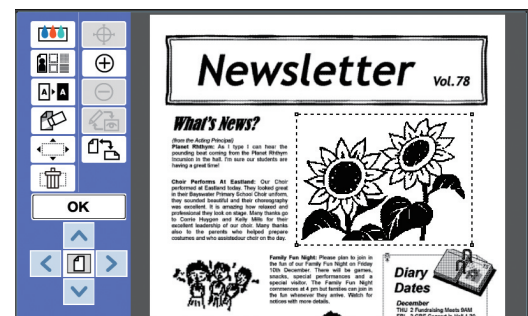 A A
OK
Newsletter Vol.78
What's News?
(from the Acting Principal)
Planet Rhthym: As I type I can hear the
pounding beat coming from the Planet Rhthym
Incursion in the hall. I'm sure our students are
having a great time!
Choir Performs At Eastland: Our Choir
performed at Eastland today. They looked great
in their Beyswater Primary School Choir uniform,
they sounded beautiful and their choreography
was excellent. It is amazing how relaxed and
professional they look on stage. Many thanks go
to Corrie Huygen and Kelly Mills for their
excellent leadership of our choir. Many thanks
also to the parents who helped prepare
costumes and who assistedour choir on the day.
Family Fun Night: Please plan to join in
the fun of our Family Fun Night on Friday
10th December. There will be games,
snacks, special performances and a
special visitor. The Family Fun Night
commences at 4 pm but families can join in
the fun whenever they arrive. Watch for
notices with more details.
Diary
Dates
December
THU 2 Fundraising Meets 9AM